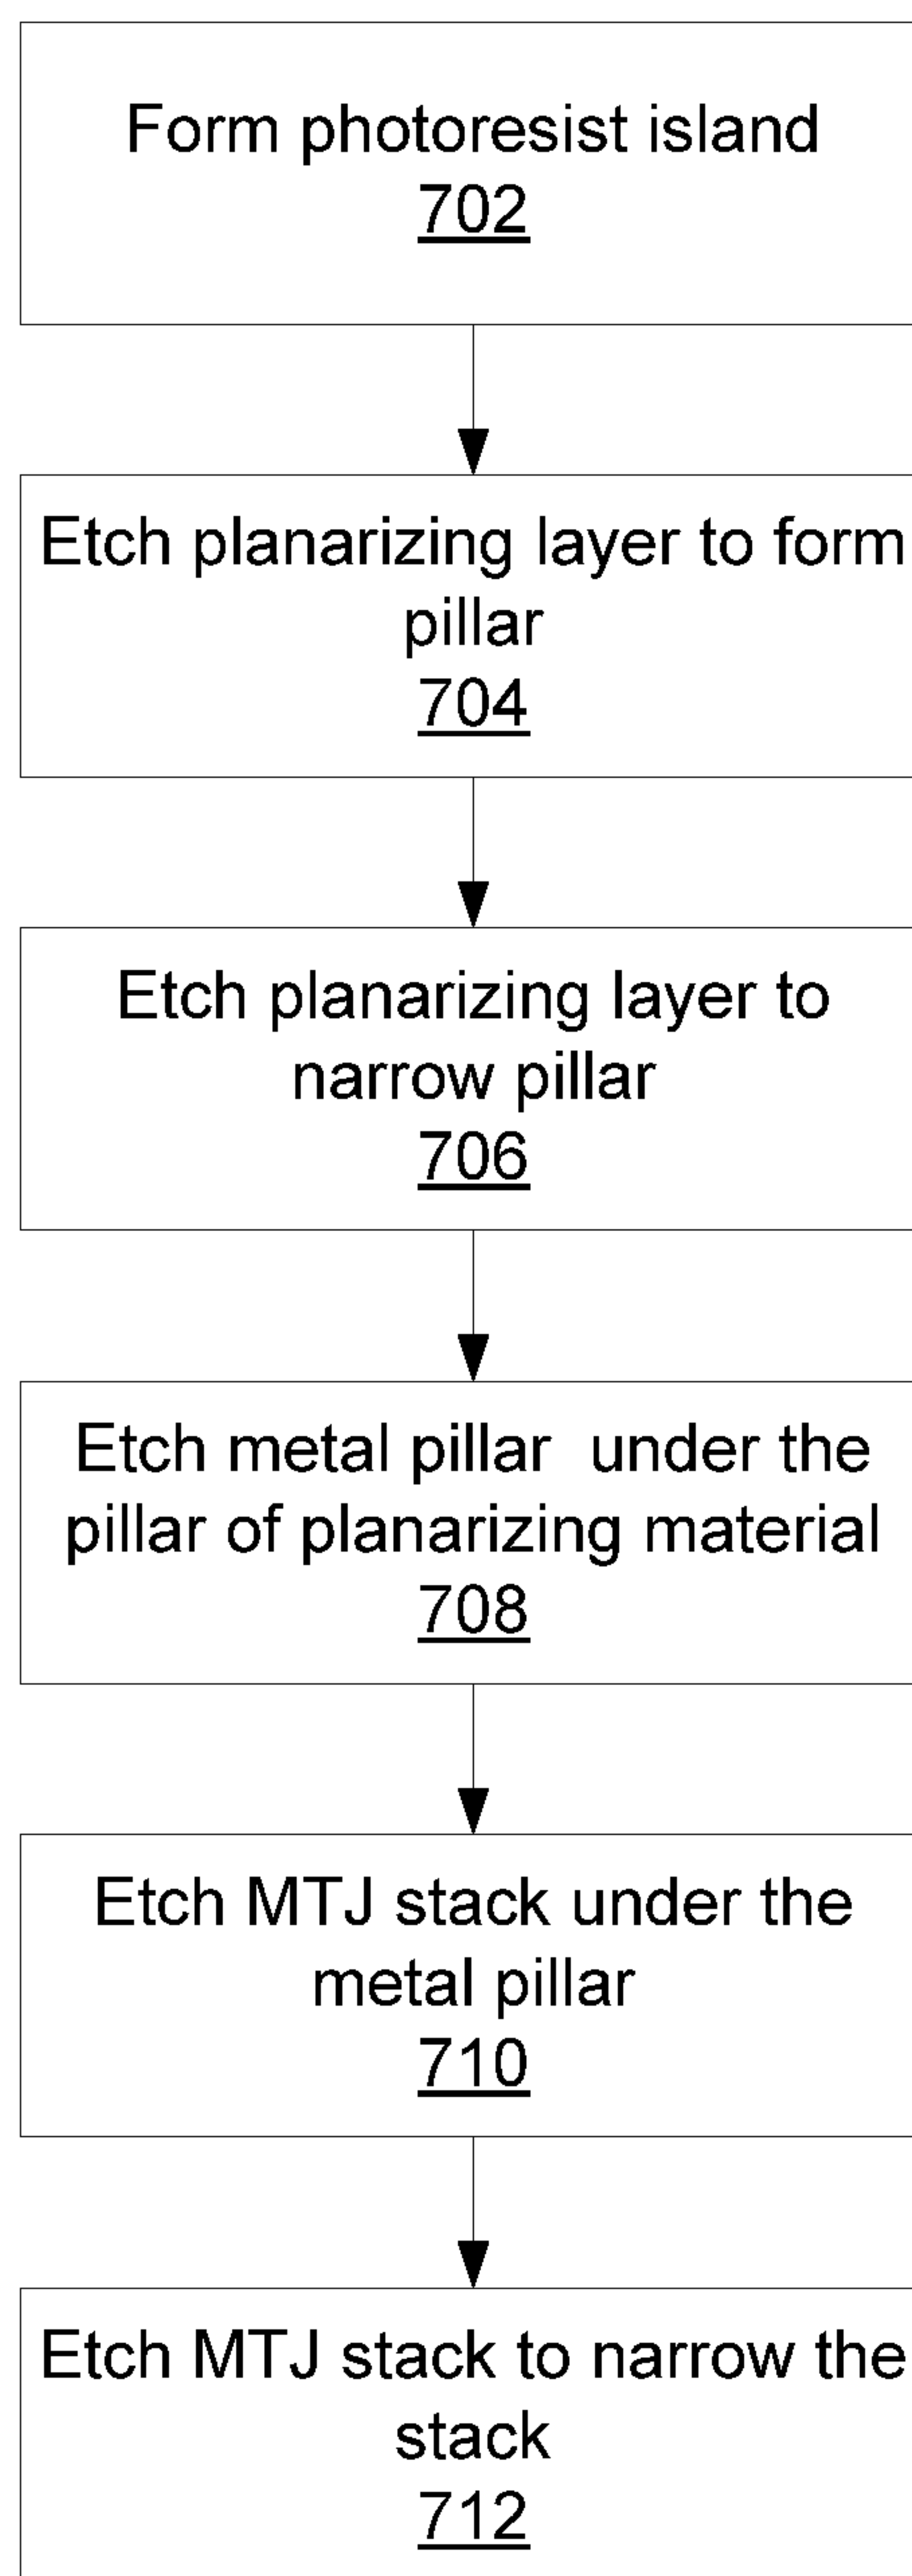 Form photoresist island
702
Etch planarizing layer to form
pillar
704
Etch planarizing layer to
narrow pillar
706
Etch metal pillar under the
pillar of planarizing material
708
Etch MTJ stack under the
metal pillar
710
Etch MTJ stack to narrow the
stack
712